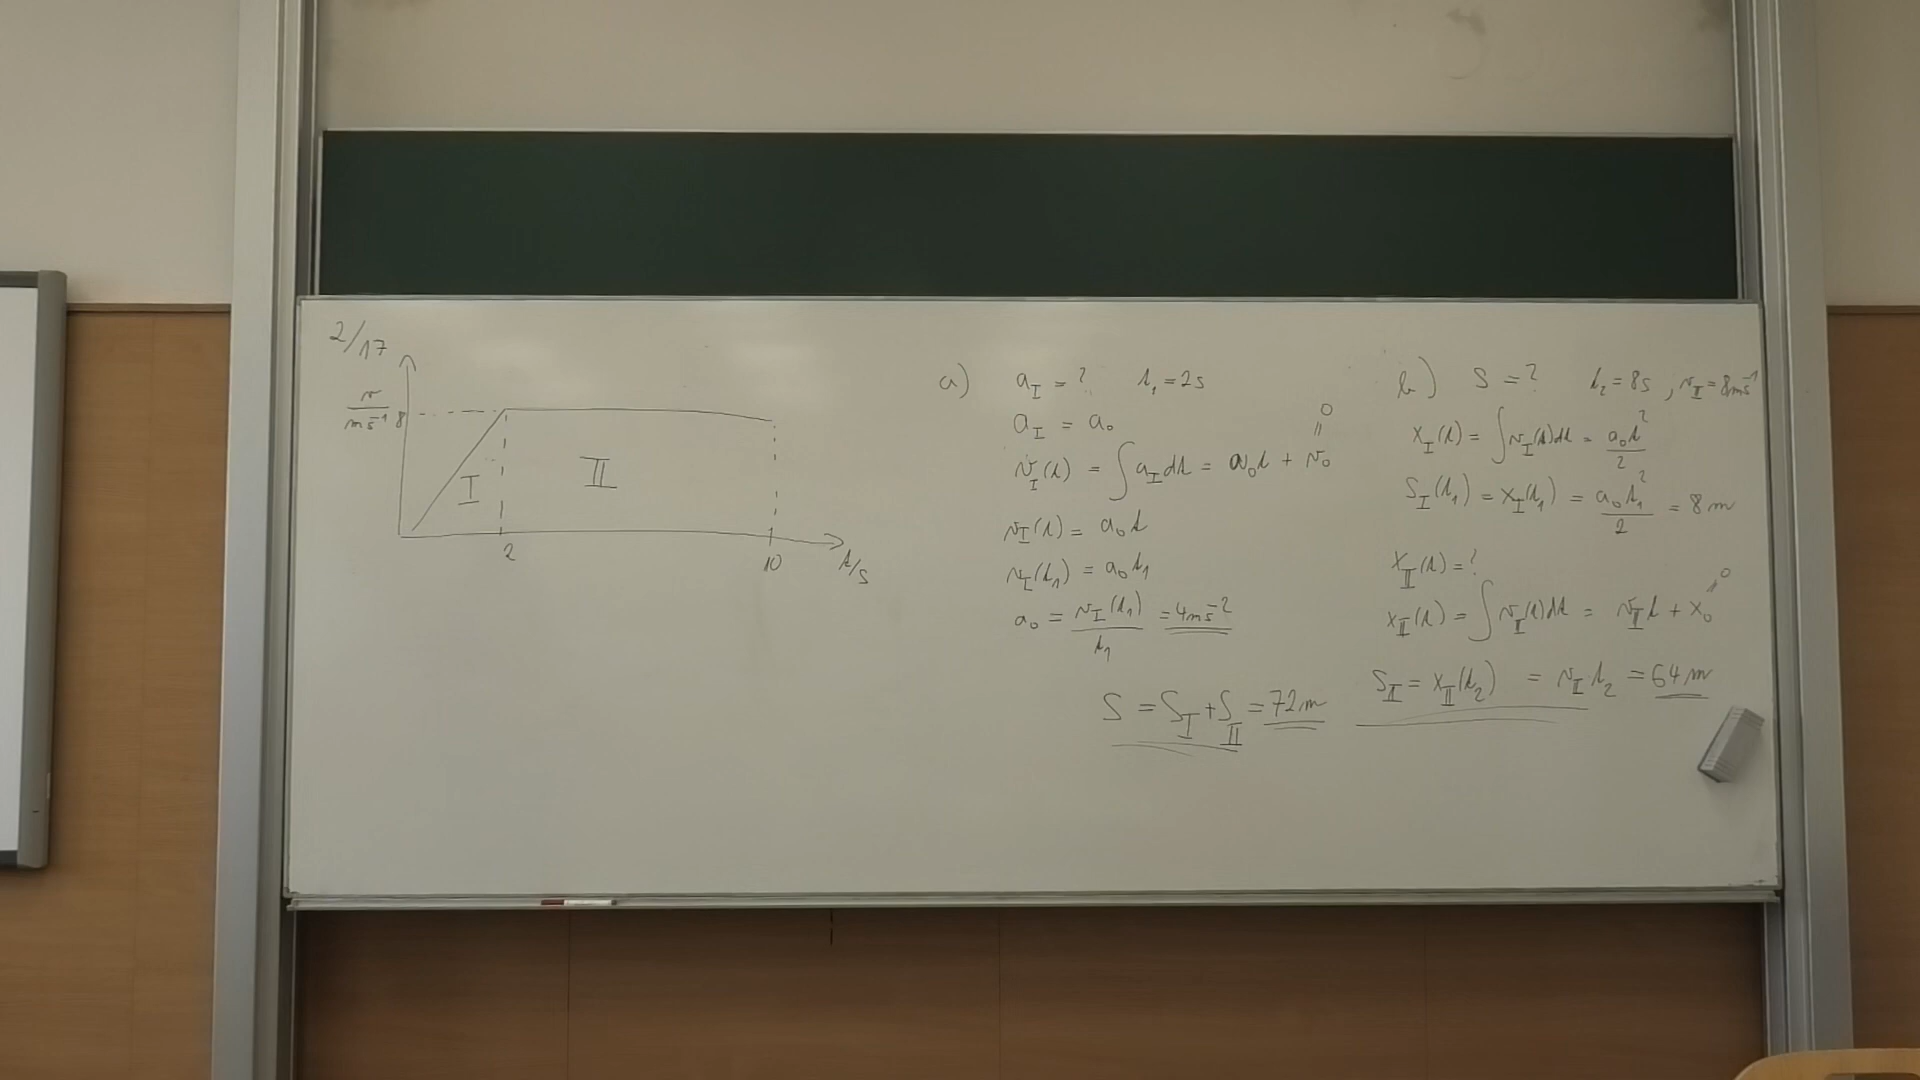 2/17
v/ms⁻¹ 8
I
II
2
10
t/s
a) a_I = ? t₁ = 2s
a_I = a₀
v_I(t) = ∫a_I dt = a₀t + v₀ = 0
v_I(t) = a₀t
v_I(t₁) = a₀t₁
a₀ = v_I(t₁)/t₁ = 4ms⁻²
b) S = ? t₂ = 8s, v_II = 8ms⁻¹
x_I(t) = ∫v_I(t)dt = a₀t²/2
S_I(t₁) = x_I(t₁) = a₀t₁²/2 = 8m
x_II(t) = ?
x_II(t) = ∫v_II(t)dt = v_II t + x₀ = 0
S_II = x_II(t₂) = v_II t₂ = 64m
S = S_I + S_II = 72m